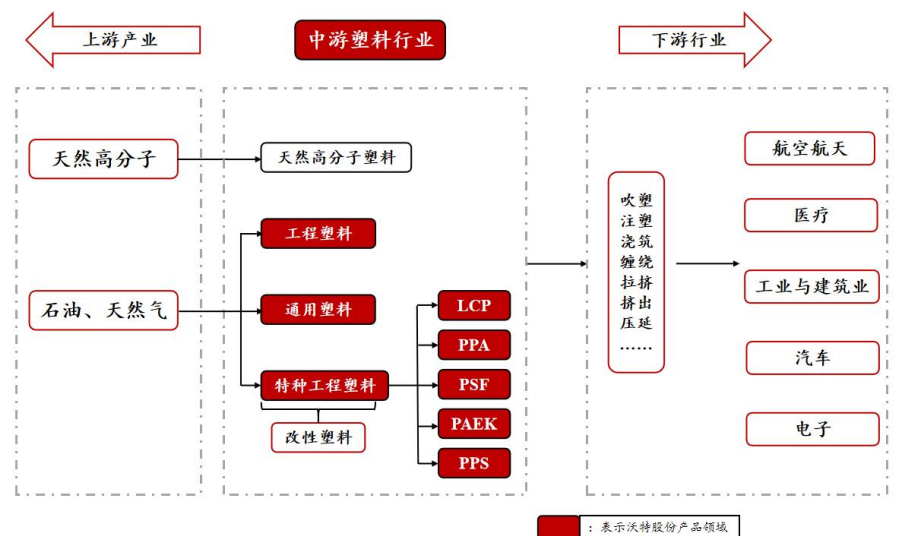 上游产业
中游塑料行业
下游行业
天然高分子
石油、天然气
天然高分子塑料
工程塑料
通用塑料
特种工程塑料
改性塑料
LCP
PPA
PSF
PAEK
PPS
吹塑
注塑
浇筑
缠绕
拉挤
挤出
压延
……
航空航天
医疗
工业与建筑业
汽车
电子
：表示沃特股份产品领域